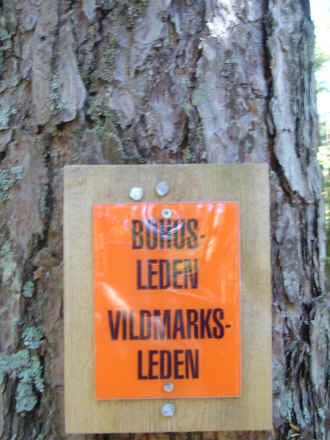 BOHUS-
LEDEN
VILDMARKS-
LEDEN